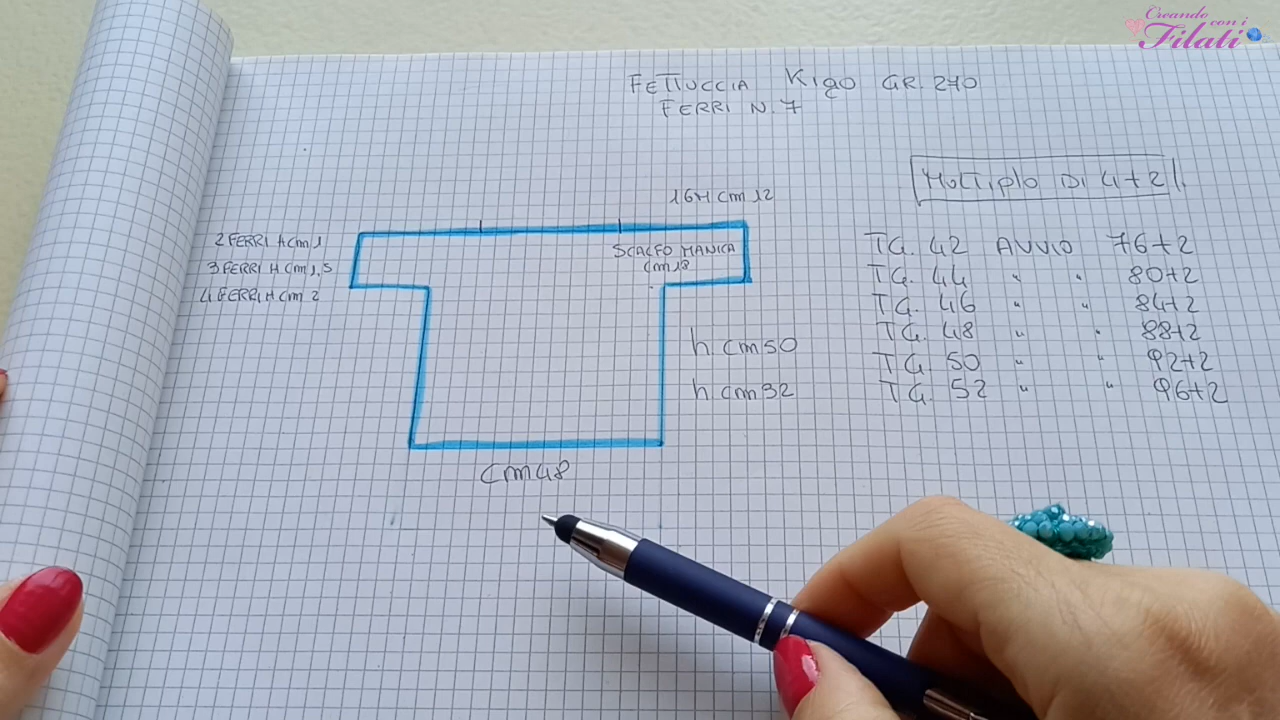 Creando con i
Filati
FETTUCCIA KIGO GR. 270
FERRI N. 7
MOLTIPLO DI 4+2
16M cm 12
2 FERRI H cm 1
3 FERRI H cm 1,5
4 FERRI H cm 2
SCALFO MANICA
cm 18
h cm 50
h cm 32
cm 48
TG. 42 AVVIO 76+2
TG. 44 " " 80+2
TG. 46 " " 84+2
TG. 48 " " 88+2
TG. 50 " " 92+2
TG. 52 " " 96+2